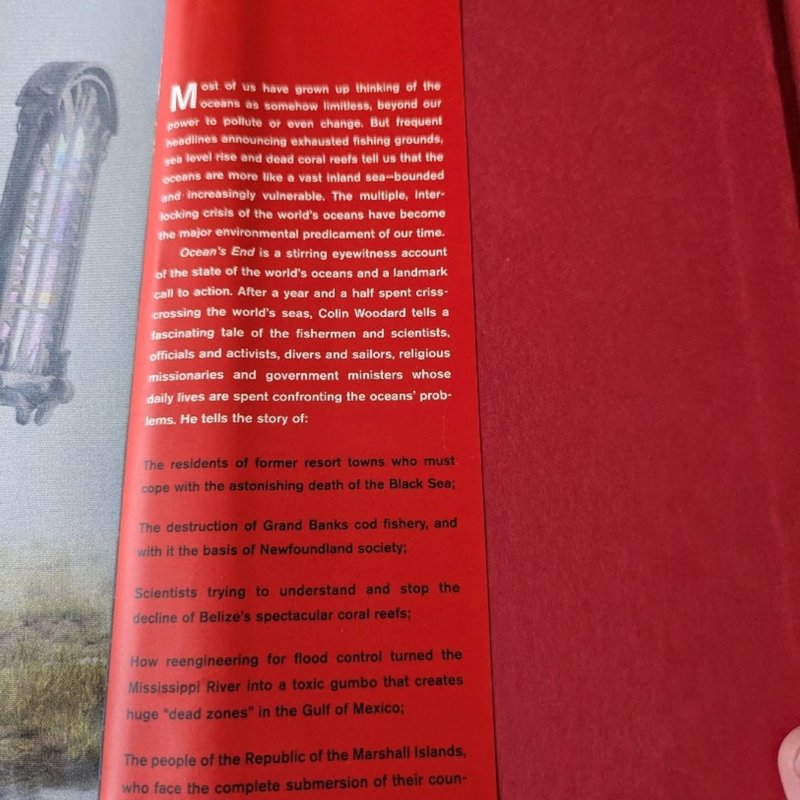 Most of us have grown up thinking of the
oceans as somehow limitless, beyond our
power to pollute or even change. But frequent
headlines announcing exhausted fishing grounds,
sea level rise and dead coral reefs tell us that the
oceans are more like a vast inland sea—bounded
and increasingly vulnerable. The multiple, inter-
locking crisis of the world's oceans have become
the major environmental predicament of our time.
Ocean's End is a stirring eyewitness account
of the state of the world's oceans and a landmark
call to action. After a year and a half spent criss-
crossing the world's seas, Colin Woodard tells a
fascinating tale of the fishermen and scientists,
officials and activists, divers and sailors, religious
missionaries and government ministers whose
daily lives are spent confronting the oceans' prob-
lems. He tells the story of:
The residents of former resort towns who must
cope with the astonishing death of the Black Sea;
The destruction of Grand Banks cod fishery, and
with it the basis of Newfoundland society;
Scientists trying to understand and stop the
decline of Belize's spectacular coral reefs;
How reengineering for flood control turned the
Mississippi River into a toxic gumbo that creates
huge "dead zones" in the Gulf of Mexico;
The people of the Republic of the Marshall Islands,
who face the complete submersion of their coun-